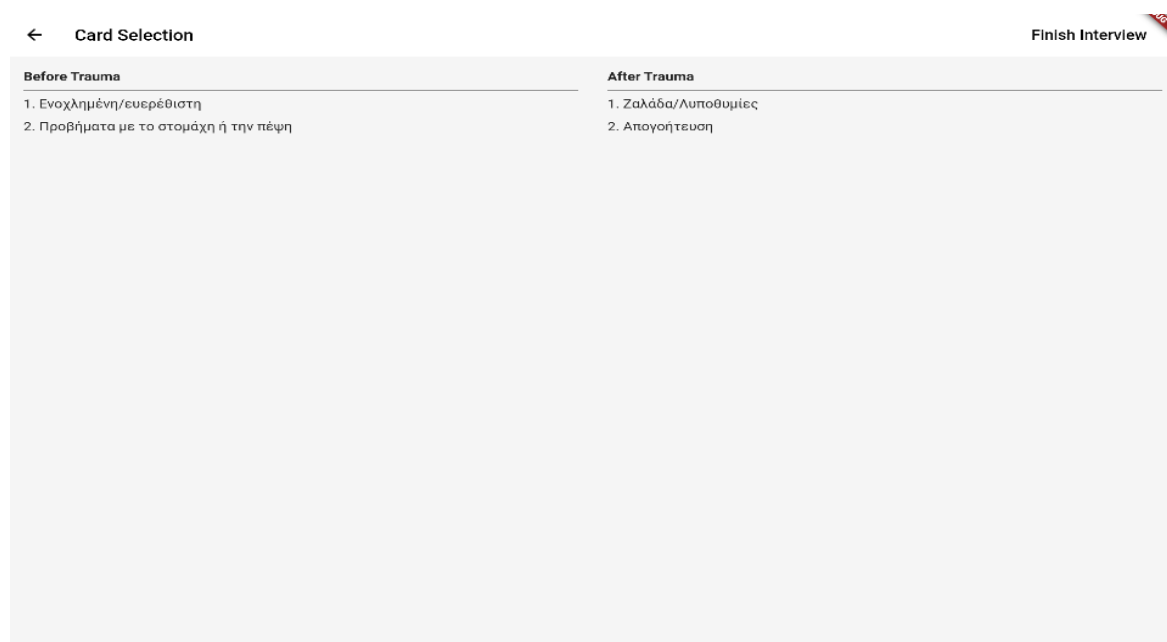 Card Selection
Finish Interview
Before Trauma
1. Ενοχλημένη/ευερέθιστη
2. Προβήματα με το στομάχη ή την πέψη
After Trauma
1. Ζαλάδα/Λυποθυμίες
2. Απογοήτευση